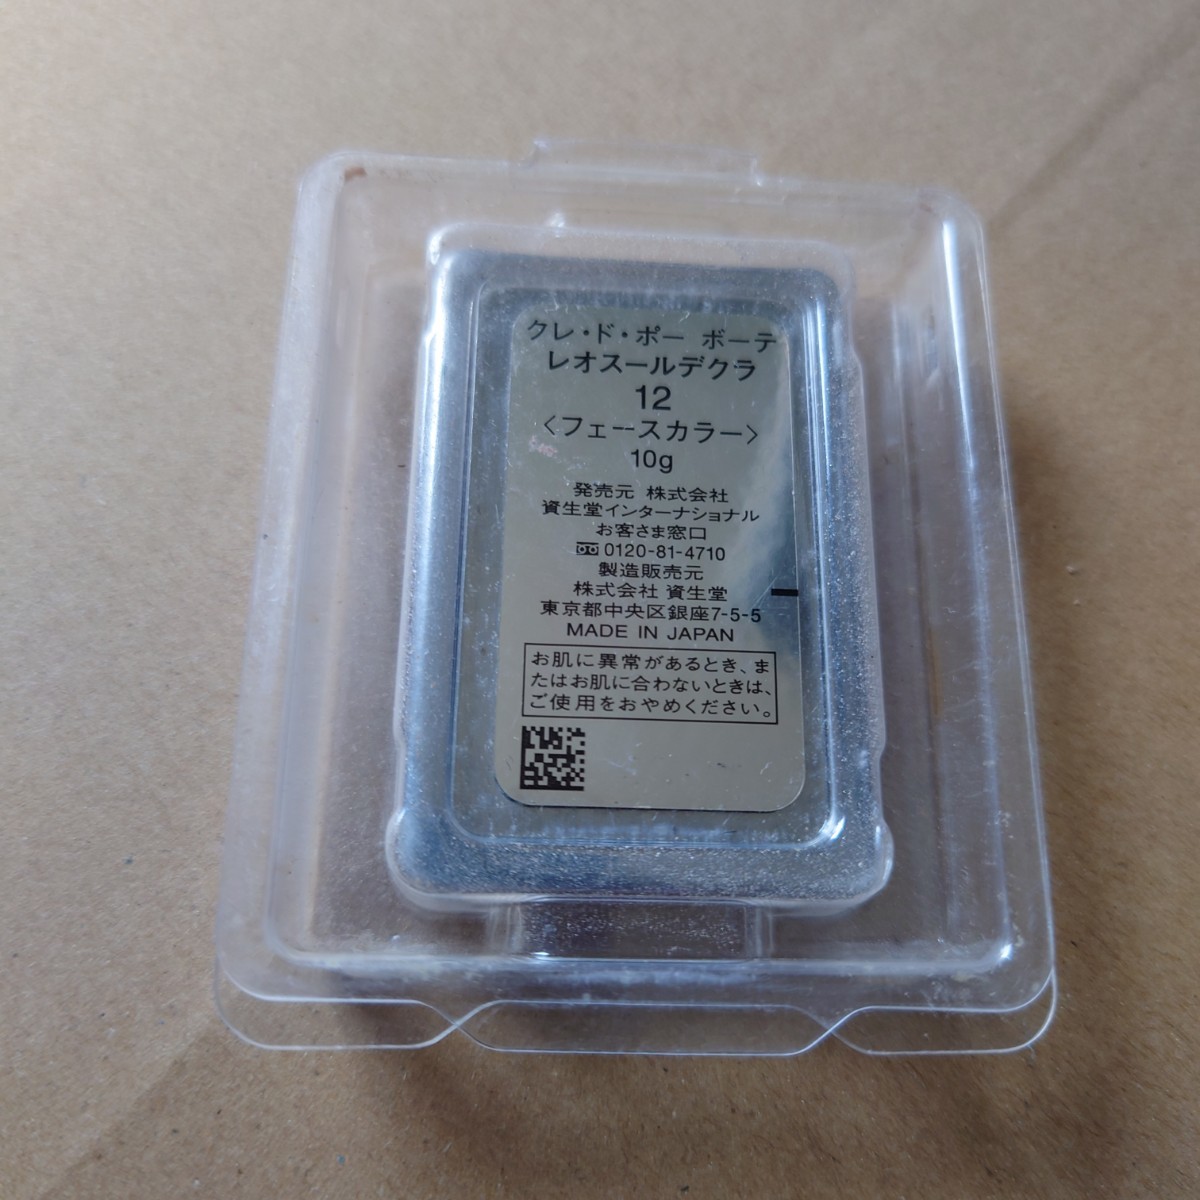 クレ・ド・ポー ボーテ
レオスールデクラ
12
〈フェースカラー〉
10g
発売元 株式会社
資生堂インターナショナル
お客さま窓口
0120-81-4710
製造販売元
株式会社 資生堂
東京都中央区銀座7-5-5
MADE IN JAPAN
お肌に異常があるとき、ま
たはお肌に合わないときは、
ご使用をおやめください。